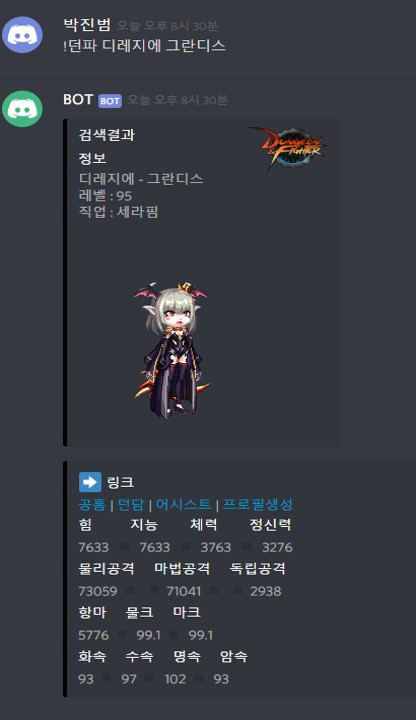 박진범 오늘 오후 8시 30분
!던파 디레지에 그란디스
BOT BOT 오늘 오후 8시 30분
검색결과
DUNGEON & FIGHTER
정보
디레지에 - 그란디스
레벨 : 95
직업 : 세라핌
링크
공홈 | 던담 | 어시스트 | 프로필생성
힘 지능 체력 정신력
7633 7633 3763 3276
물리공격 마법공격 독립공격
73059 71041 2938
항마 물크 마크
5776 99.1 99.1
화속 수속 명속 암속
93 97 102 93